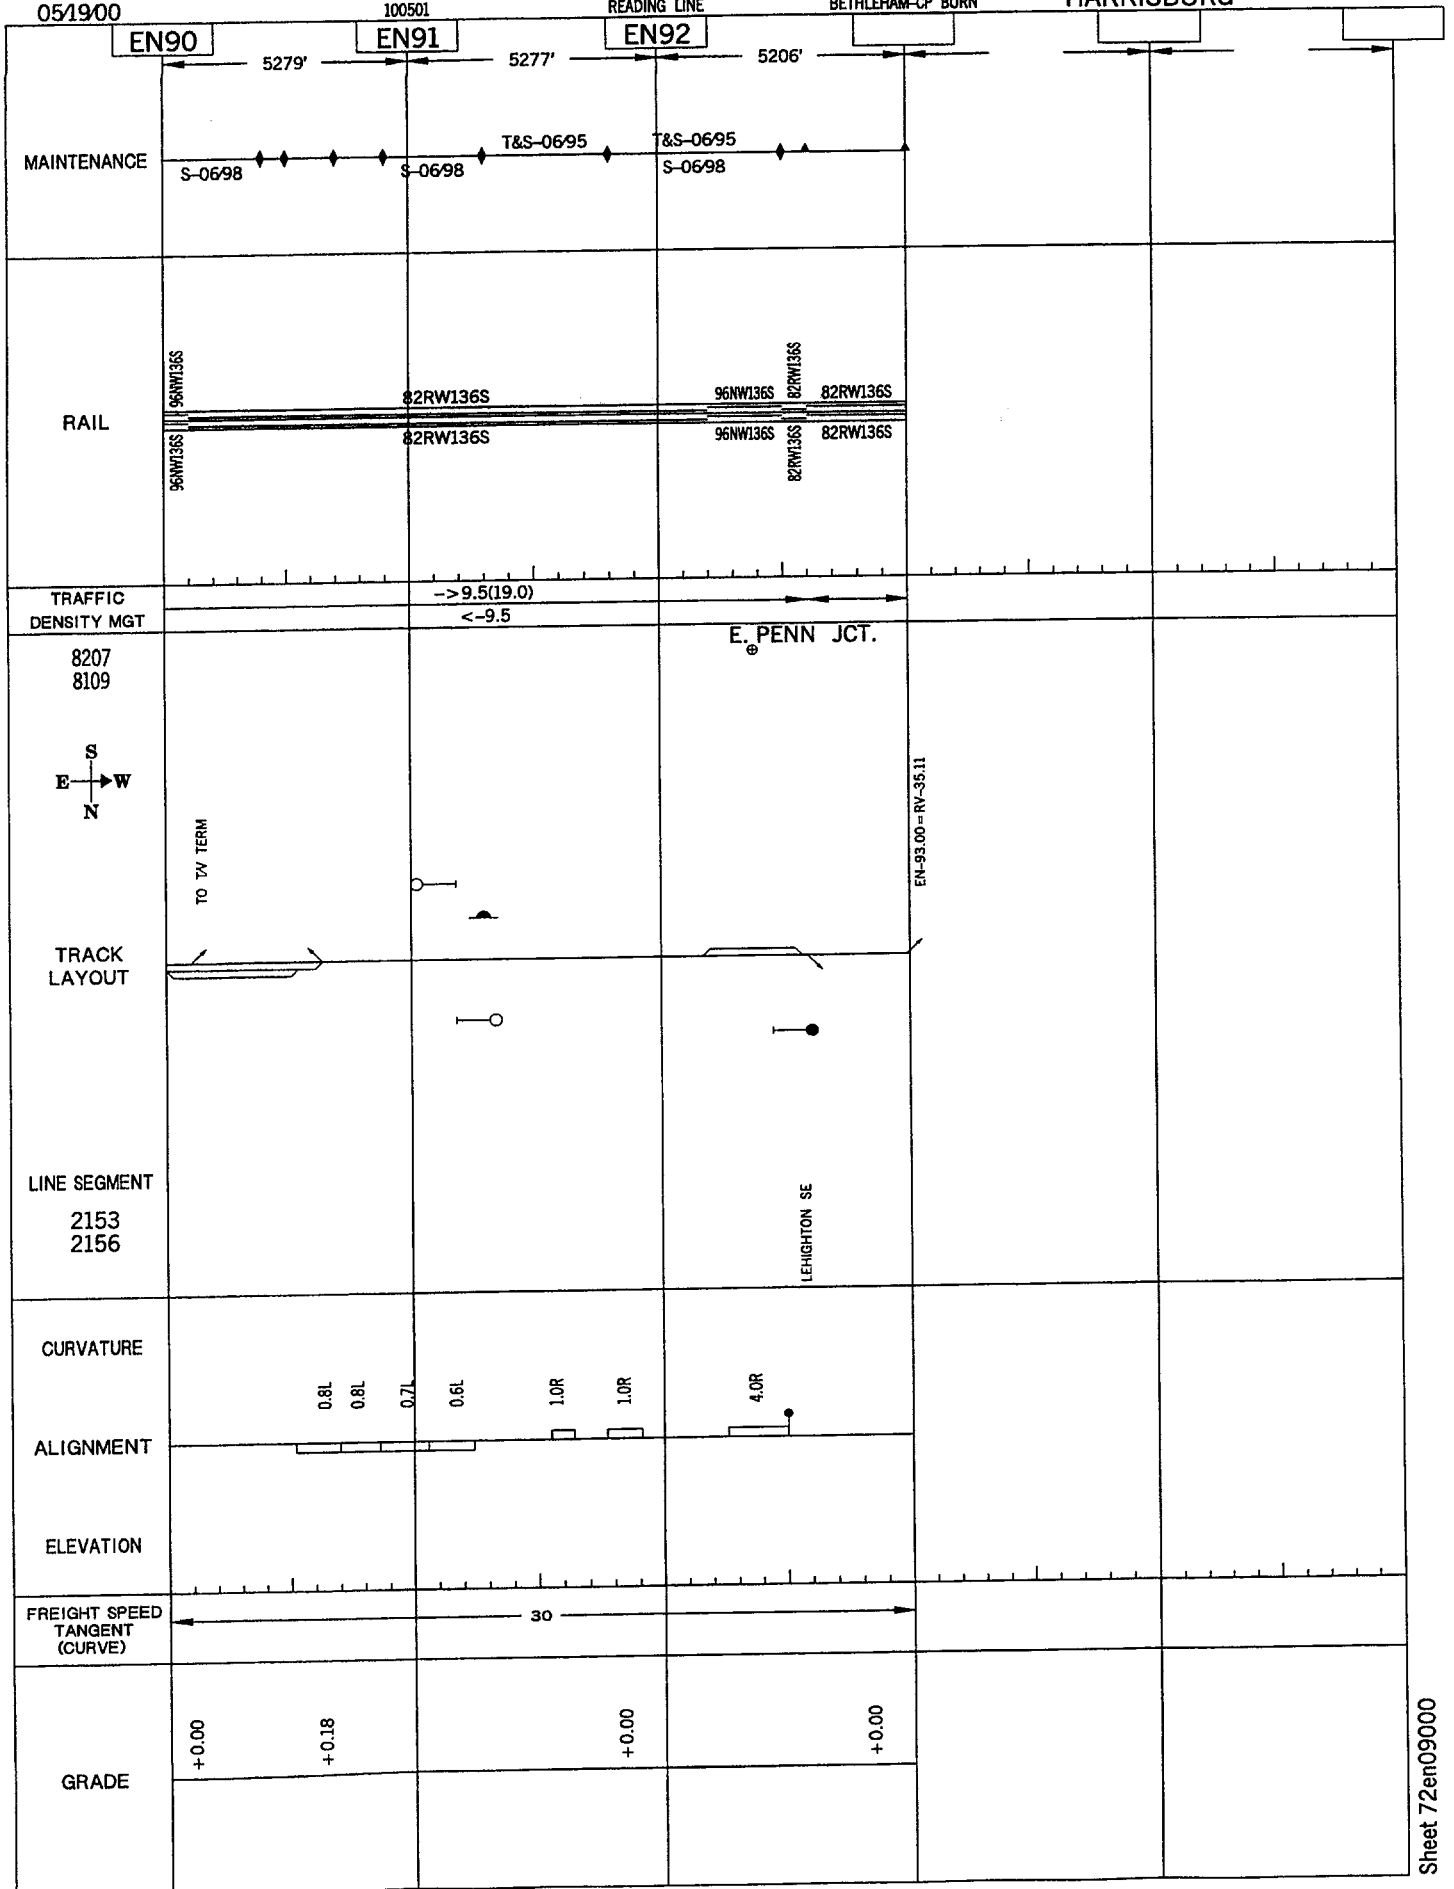 05/19/00 100501 READING LINE BETHLEHAM-CP BURN HARRISBURG
EN90 EN91 EN92
5279' 5277' 5206'
MAINTENANCE
T&S-06/95 T&S-06/95
S-06/98 S-06/98 S-06/98
RAIL
96NW136S 82RW136S 96NW136S 82RW136S 82RW136S
96NW136S 82RW136S 96NW136S 82RW136S 82RW136S
TRAFFIC
DENSITY MGT
->9.5(19.0)
<-9.5
8207
8109
E. PENN JCT.
S
E W
N
TO T/V TERM
EN-93.00=RV-35.11
TRACK
LAYOUT
LINE SEGMENT
2153
2156
LEHIGHTON SE
CURVATURE
0.8L 0.8L 0.7L 0.6L 1.0R 1.0R 4.0R
ALIGNMENT
ELEVATION
FREIGHT SPEED
TANGENT
(CURVE)
30
GRADE
+0.00 +0.18 +0.00 +0.00
Sheet 72en09000